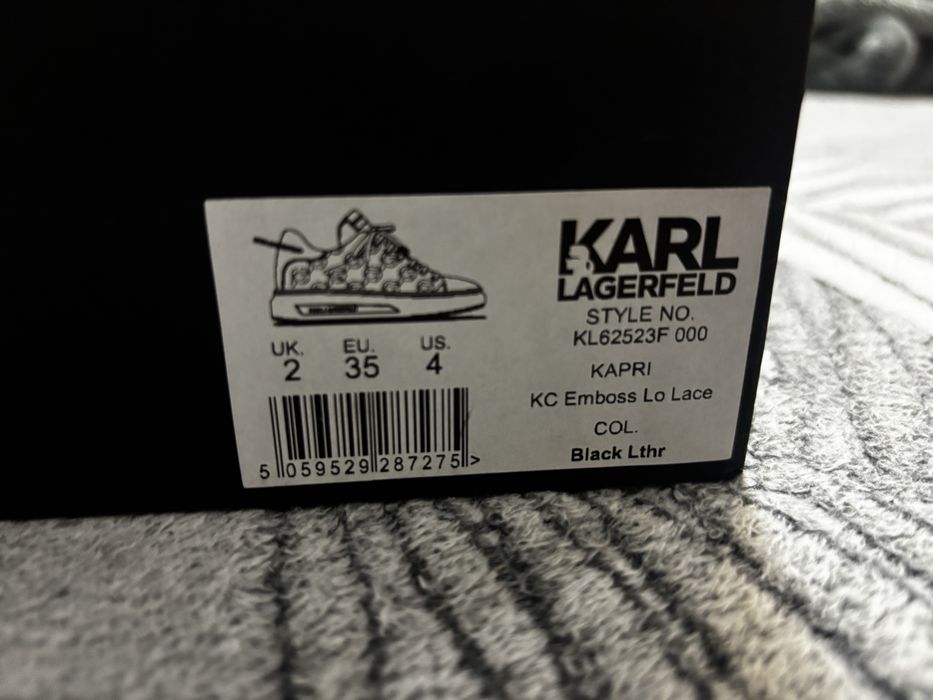 KARL
LAGERFELD
STYLE NO.
KL62523F 000
KAPRI
KC Emboss Lo Lace
COL.
Black Lthr
UK. EU. US.
2 35 4
5 059529 287275 >